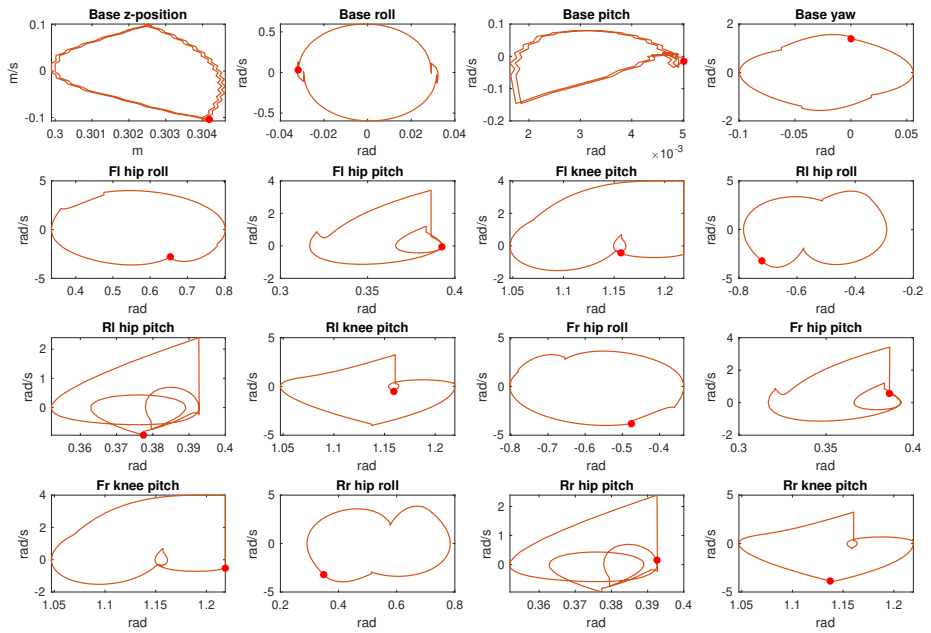 Base z-position
0.1
0
-0.1
m/s
0.3 0.301 0.302 0.303 0.304
m
Base roll
0.5
0
-0.5
rad/s
-0.04 -0.02 0.00 0.02 0.04
rad
Base pitch
0.1
0
-0.1
-0.2
rad/s
2 3 4 5
rad
×10⁻³
Base yaw
2
0
-2
rad/s
-0.1 -0.05 0 0.05
rad
Fl hip roll
5
0
-5
rad/s
0.4 0.5 0.6 0.7 0.8
rad
Fl hip pitch
4
2
0
-2
rad/s
0.3 0.35 0.4
rad
Fl knee pitch
4
2
0
-2
rad/s
1.05 1.1 1.15 1.2
rad
Rl hip roll
5
0
-5
rad/s
-0.8 -0.6 -0.4 -0.2
rad
Rl hip pitch
2
1
0
rad/s
0.36 0.37 0.38 0.39 0.4
rad
Rl knee pitch
5
0
-5
rad/s
1.05 1.1 1.15 1.2
rad
Fr hip roll
5
0
-5
rad/s
-0.8 -0.7 -0.6 -0.5 -0.4
rad
Fr hip pitch
4
2
0
-2
rad/s
0.3 0.35 0.4
rad
Fr knee pitch
4
2
0
-2
rad/s
1.05 1.1 1.15 1.2
rad
Rr hip roll
5
0
-5
rad/s
0.2 0.4 0.6 0.8
rad
Rr hip pitch
2
1
0
rad/s
0.36 0.37 0.38 0.39 0.4
rad
Rr knee pitch
5
0
-5
rad/s
1.05 1.1 1.15 1.2
rad